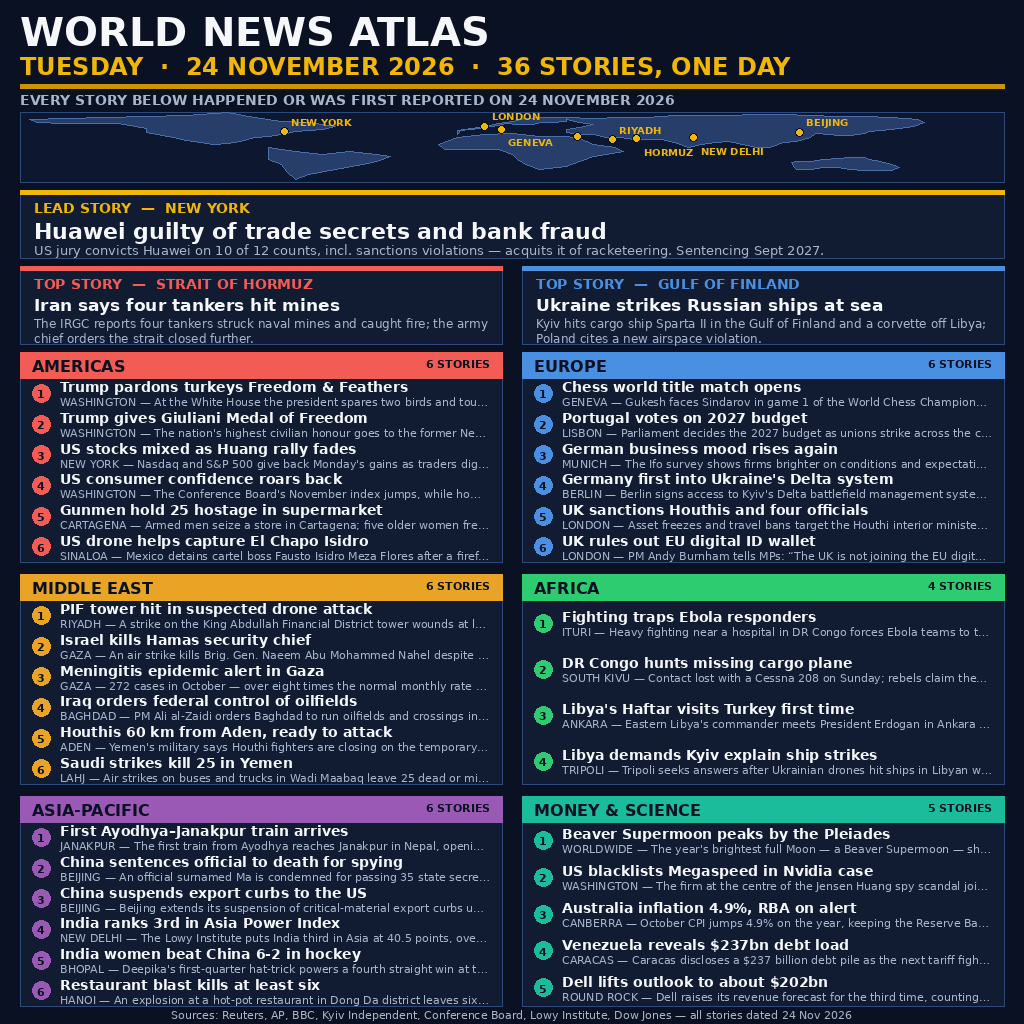 WORLD NEWS ATLAS
TUESDAY · 24 NOVEMBER 2026 · 36 STORIES, ONE DAY
EVERY STORY BELOW HAPPENED OR WAS FIRST REPORTED ON 24 NOVEMBER 2026
NEW YORK
LONDON
GENEVA
RIYADH
HORMUZ
NEW DELHI
BEIJING
LEAD STORY — NEW YORK
Huawei guilty of trade secrets and bank fraud
US jury convicts Huawei on 10 of 12 counts, incl. sanctions violations — acquits it of racketeering. Sentencing Sept 2027.
TOP STORY — STRAIT OF HORMUZ
Iran says four tankers hit mines
The IRGC reports four tankers struck naval mines and caught fire; the army
chief orders the strait closed further.
TOP STORY — GULF OF FINLAND
Ukraine strikes Russian ships at sea
Kyiv hits cargo ship Sparta II in the Gulf of Finland and a corvette off Libya;
Poland cites a new airspace violation.
AMERICAS 6 STORIES
1 Trump pardons turkeys Freedom & Feathers
WASHINGTON — At the White House the president spares two birds and tou...
2 Trump gives Giuliani Medal of Freedom
WASHINGTON — The nation's highest civilian honour goes to the former Ne...
3 US stocks mixed as Huang rally fades
NEW YORK — Nasdaq and S&P 500 give back Monday's gains as traders dig...
4 US consumer confidence roars back
WASHINGTON — The Conference Board's November index jumps, while ho...
5 Gunmen hold 25 hostage in supermarket
CARTAGENA — Armed men seize a store in Cartagena; five older women fre...
6 US drone helps capture El Chapo Isidro
SINALOA — Mexico detains cartel boss Fausto Isidro Meza Flores after a firef...
EUROPE 6 STORIES
1 Chess world title match opens
GENEVA — Gukesh faces Sindarov in game 1 of the World Chess Champion...
2 Portugal votes on 2027 budget
LISBON — Parliament decides the 2027 budget as unions strike across the c...
3 German business mood rises again
MUNICH — The Ifo survey shows firms brighter on conditions and expectati...
4 Germany first into Ukraine's Delta system
BERLIN — Berlin signs access to Kyiv's Delta battlefield management syste...
5 UK sanctions Houthis and four officials
LONDON — Asset freezes and travel bans target the Houthi interior ministe...
6 UK rules out EU digital ID wallet
LONDON — PM Andy Burnham tells MPs: “The UK is not joining the EU digit...
MIDDLE EAST 6 STORIES
1 PIF tower hit in suspected drone attack
RIYADH — A strike on the King Abdullah Financial District tower wounds at l...
2 Israel kills Hamas security chief
GAZA — An air strike kills Brig. Gen. Naeem Abu Mohammed Nahel despite ...
3 Meningitis epidemic alert in Gaza
GAZA — 272 cases in October — over eight times the normal monthly rate ...
4 Iraq orders federal control of oilfields
BAGHDAD — PM Ali al-Zaidi orders Baghdad to run oilfields and crossings in...
5 Houthis 60 km from Aden, ready to attack
ADEN — Yemen's military says Houthi fighters are closing on the temporary...
6 Saudi strikes kill 25 in Yemen
LAHJ — Air strikes on buses and trucks in Wadi Maabaq leave 25 dead or mi...
AFRICA 4 STORIES
1 Fighting traps Ebola responders
ITURI — Heavy fighting near a hospital in DR Congo forces Ebola teams to t...
2 DR Congo hunts missing cargo plane
SOUTH KIVU — Contact lost with a Cessna 208 on Sunday; rebels claim the...
3 Libya's Haftar visits Turkey first time
ANKARA — Eastern Libya's commander meets President Erdogan in Ankara ...
4 Libya demands Kyiv explain ship strikes
TRIPOLI — Tripoli seeks answers after Ukrainian drones hit ships in Libyan w...
ASIA-PACIFIC 6 STORIES
1 First Ayodhya–Janakpur train arrives
JANAKPUR — The first train from Ayodhya reaches Janakpur in Nepal, openi...
2 China sentences official to death for spying
BEIJING — An official surnamed Ma is condemned for passing 35 state secre...
3 China suspends export curbs to the US
BEIJING — Beijing extends its suspension of critical-material export curbs u...
4 India ranks 3rd in Asia Power Index
NEW DELHI — The Lowy Institute puts India third in Asia at 40.5 points, ove...
5 India women beat China 6-2 in hockey
BHOPAL — Deepika's first-quarter hat-trick powers a fourth straight win at t...
6 Restaurant blast kills at least six
HANOI — An explosion at a hot-pot restaurant in Dong Da district leaves six...
MONEY & SCIENCE 5 STORIES
1 Beaver Supermoon peaks by the Pleiades
WORLDWIDE — The year's brightest full Moon — a Beaver Supermoon — sh...
2 US blacklists Megaspeed in Nvidia case
WASHINGTON — The firm at the centre of the Jensen Huang spy scandal joi...
3 Australia inflation 4.9%, RBA on alert
CANBERRA — October CPI jumps 4.9% on the year, keeping the Reserve Ba...
4 Venezuela reveals $237bn debt load
CARACAS — Caracas discloses a $237 billion debt pile as the next tariff figh...
5 Dell lifts outlook to about $202bn
ROUND ROCK — Dell raises its revenue forecast for the third time, counting...
Sources: Reuters, AP, BBC, Kyiv Independent, Conference Board, Lowy Institute, Dow Jones — all stories dated 24 Nov 2026